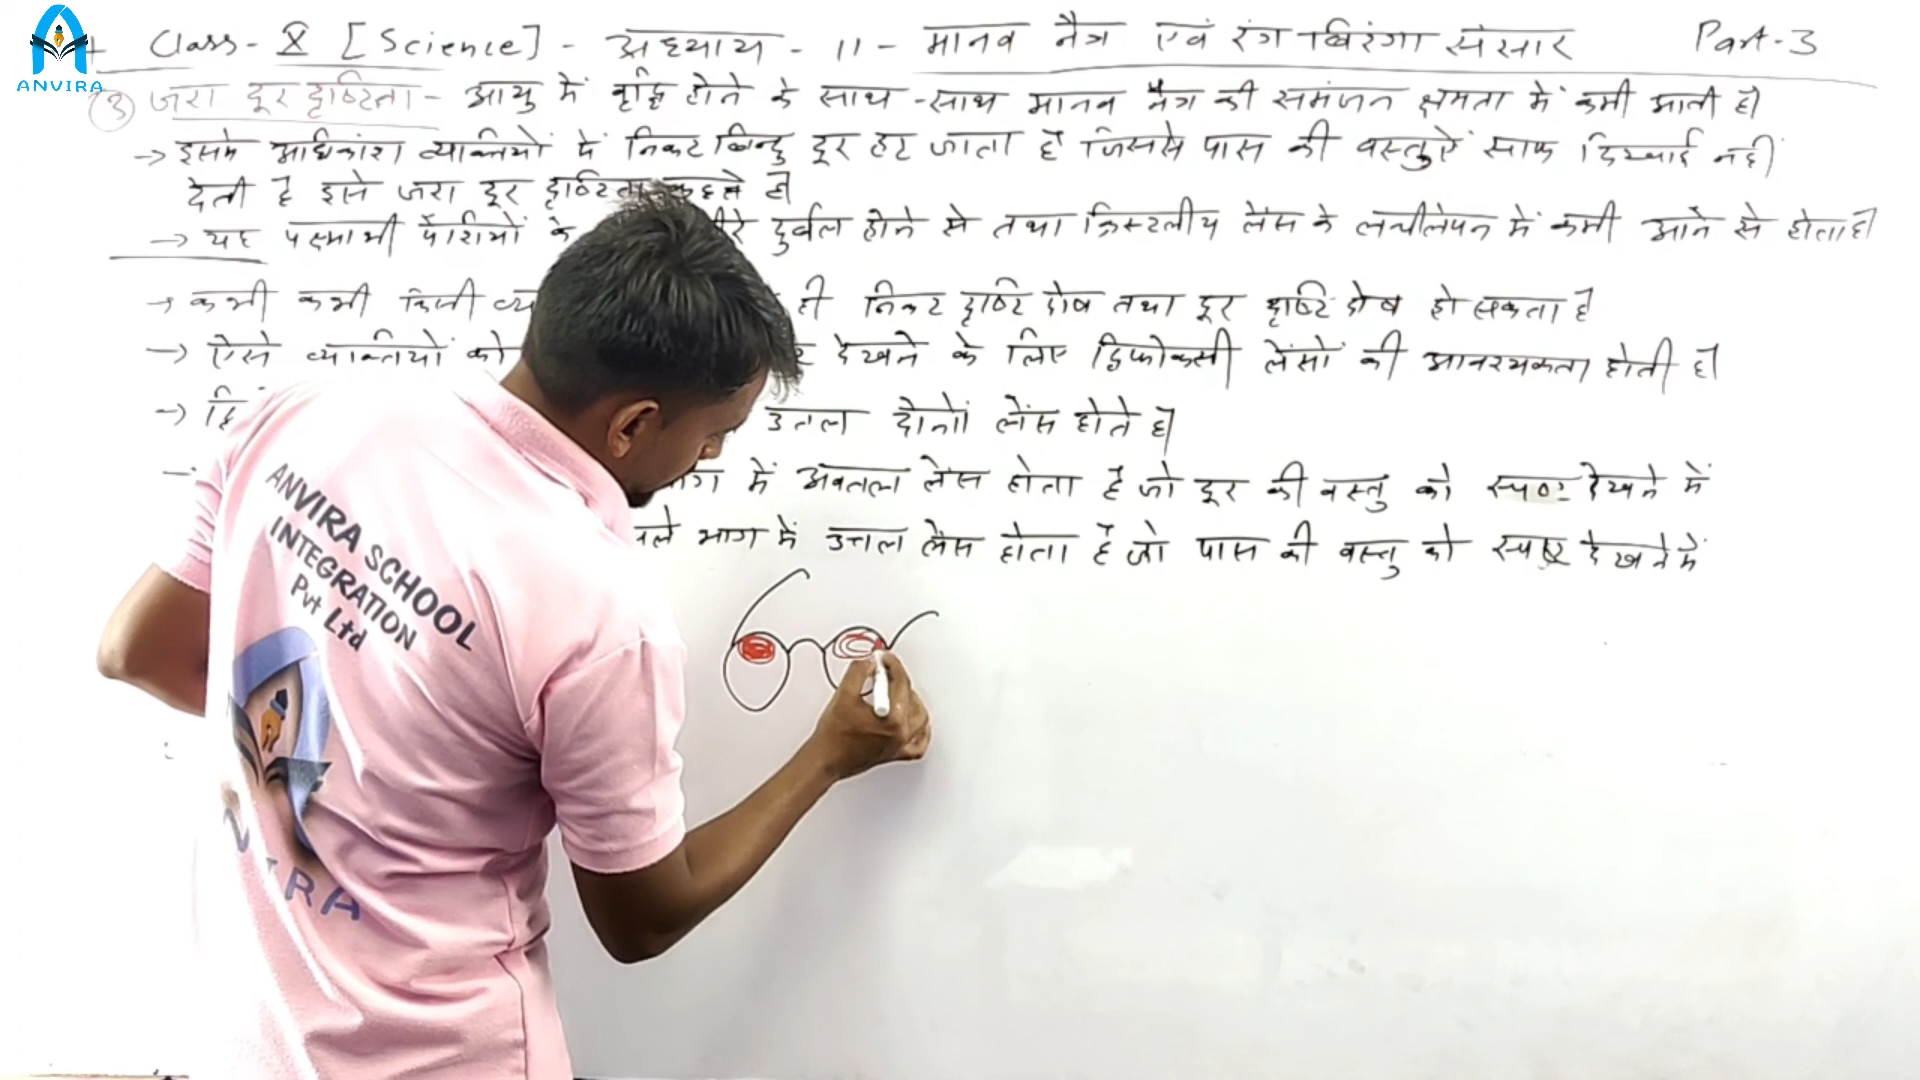 ANVIRA
Class - X [Science] - अध्याय - 11 - मानव नेत्र एवं रंग बिरंगा संसार Part-3
(3) जरा दूर दृष्टिता - आयु में वृद्धि होने के साथ-साथ मानव नेत्र की समंजन क्षमता में कमी आती है।
→ इसमे अधिकांश व्यक्तियों में निकट बिन्दु दूर हट जाता है जिससे पास की वस्तुऐं साफ दिखाई नही
देती है इसे जरा दूर दृष्टिता कहते है।
→ यह पक्ष्माभी पेशियों के दुर्बल होने से तथा क्रिस्टलीय लेंस के लचीलेपन में कमी आने से होता है।
→ कभी कभी किसी ही निकट दृष्टि दोष तथा दूर दृष्टि दोष हो सकता है
→ ऐसे व्यक्तियों को देखने के लिए द्विफोकसी लेंसों की आवश्यकता होती है।
→ उत्तल दोनों लेंस होते है।
में अवतल लेंस होता है जो दूर की वस्तु को स्पष्ट देखने में
भाग में उत्तल लेंस होता है जो पास की वस्तु को स्पष्ट देखने में
ANVIRA SCHOOL
INTEGRATION
Pvt Ltd